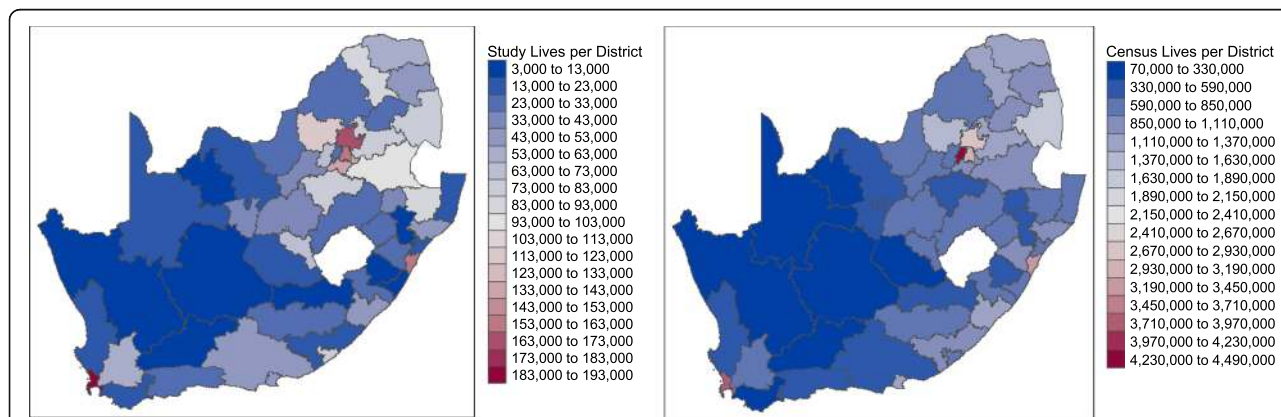 Study Lives per District
3,000 to 13,000
13,000 to 23,000
23,000 to 33,000
33,000 to 43,000
43,000 to 53,000
53,000 to 63,000
63,000 to 73,000
73,000 to 83,000
83,000 to 93,000
93,000 to 103,000
103,000 to 113,000
113,000 to 123,000
123,000 to 133,000
133,000 to 143,000
143,000 to 153,000
153,000 to 163,000
163,000 to 173,000
173,000 to 183,000
183,000 to 193,000
Census Lives per District
70,000 to 330,000
330,000 to 590,000
590,000 to 850,000
850,000 to 1,110,000
1,110,000 to 1,370,000
1,370,000 to 1,630,000
1,630,000 to 1,890,000
1,890,000 to 2,150,000
2,150,000 to 2,410,000
2,410,000 to 2,670,000
2,670,000 to 2,930,000
2,930,000 to 3,190,000
3,190,000 to 3,450,000
3,450,000 to 3,710,000
3,710,000 to 3,970,000
3,970,000 to 4,230,000
4,230,000 to 4,490,000